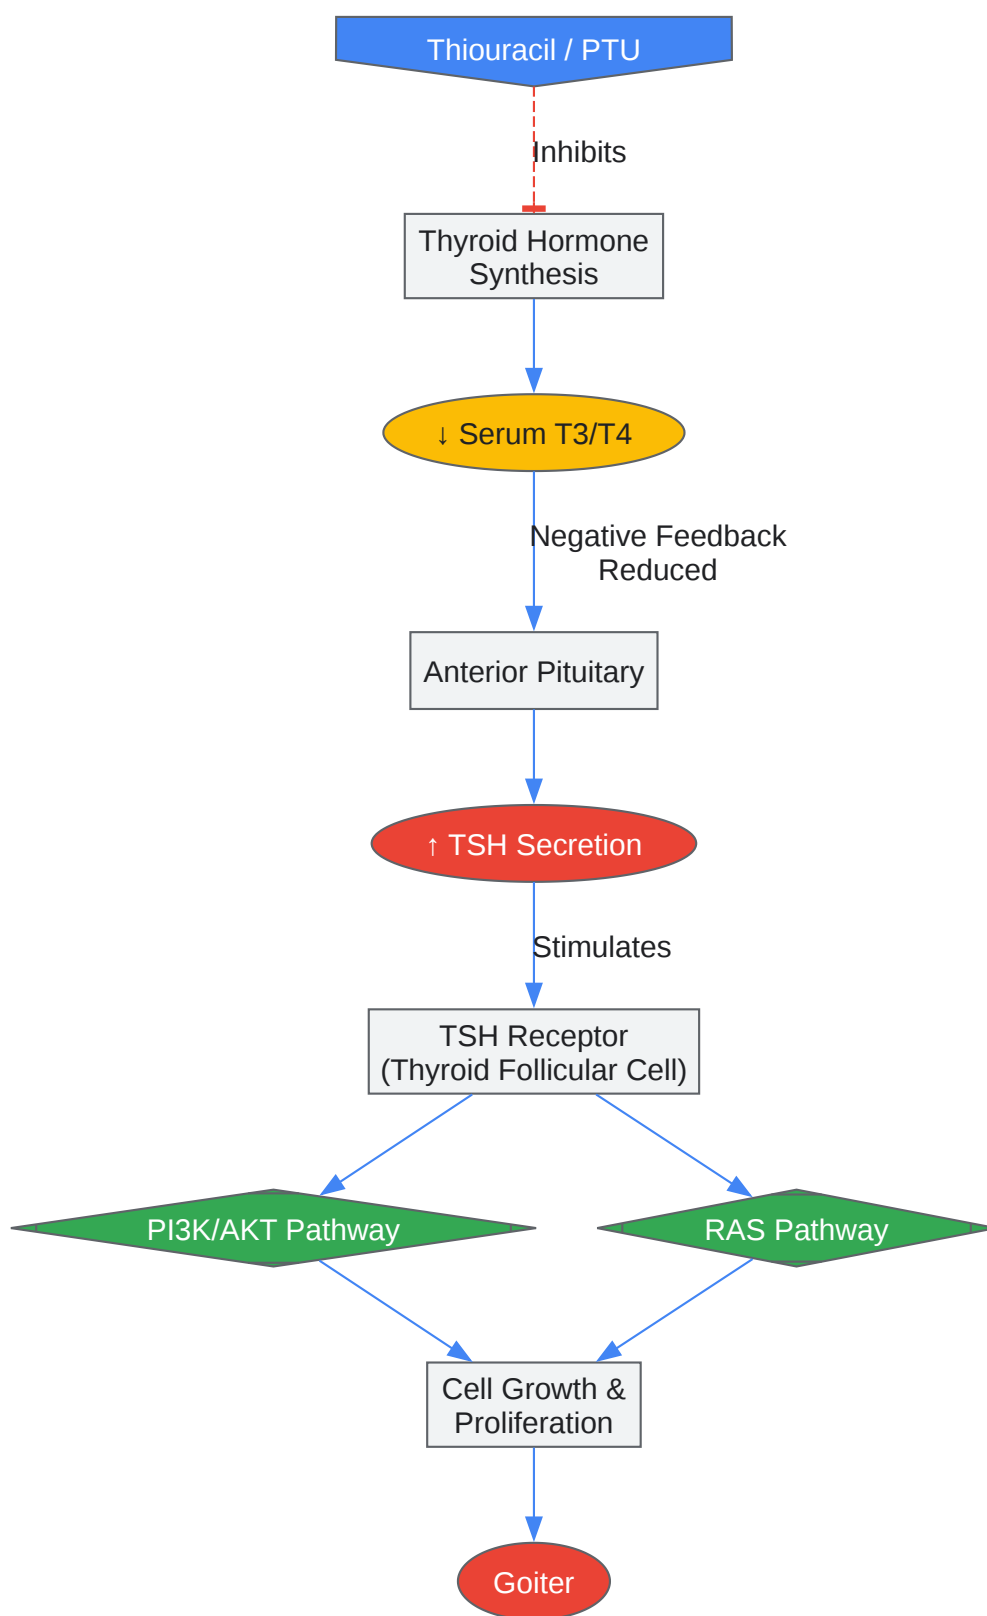 Thiouracil / PTU
Inhibits
Thyroid Hormone
Synthesis
↓ Serum T3/T4
Negative Feedback
Reduced
Anterior Pituitary
↑ TSH Secretion
Stimulates
TSH Receptor
(Thyroid Follicular Cell)
PI3K/AKT Pathway
RAS Pathway
Cell Growth &
Proliferation
Goiter